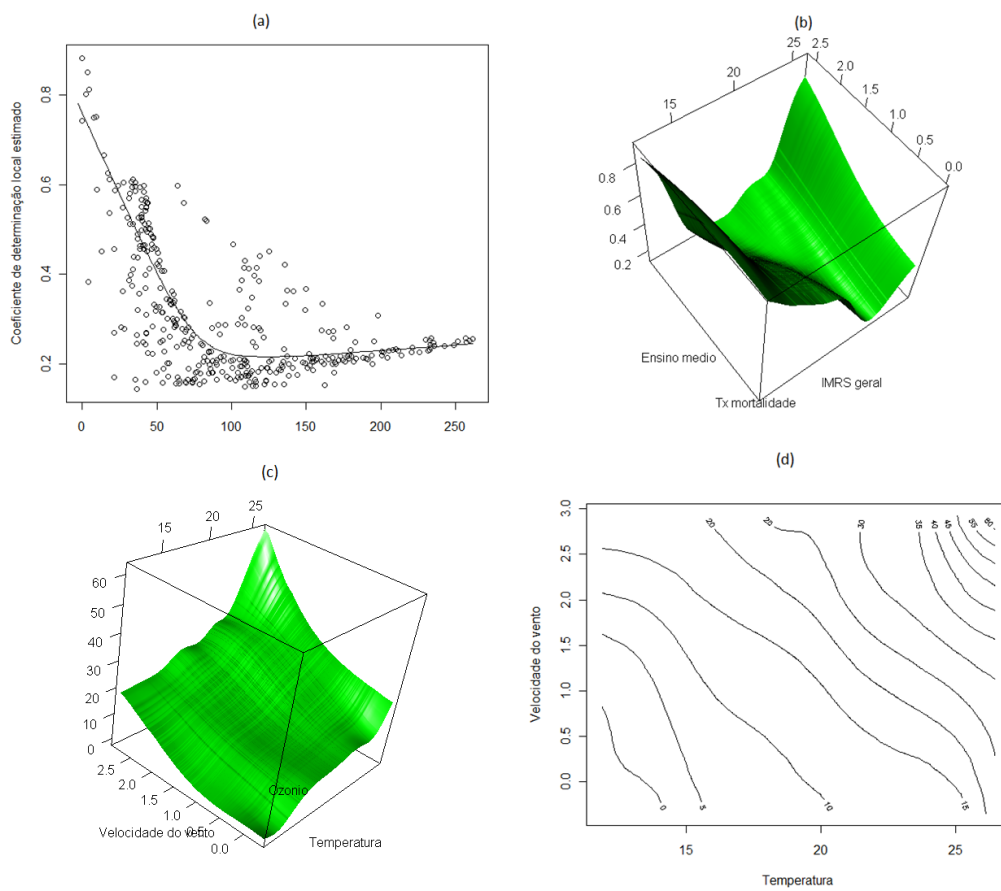 (a)
Coeficiente de determinação local estimado
0.8
0.6
0.4
0.2
0 50 100 150 200 250
(b)
15 20 25
2.5 2.0 1.5 1.0 0.5 0.0
0.8
0.6
0.4
0.2
Ensino medio
IMRS geral
Tx mortalidade
(c)
15 20 25
60
50
40
30
20
10
0
2.5 2.0 1.5 1.0 0.5 0.0
Ozonio
Velocidade do vento
Temperatura
(d)
Velocidade do vento
3.0
2.5
2.0
1.5
1.0
0.5
0.0
20 30 35 40 45 55 60
0 5 10 15
15 20 25
Temperatura